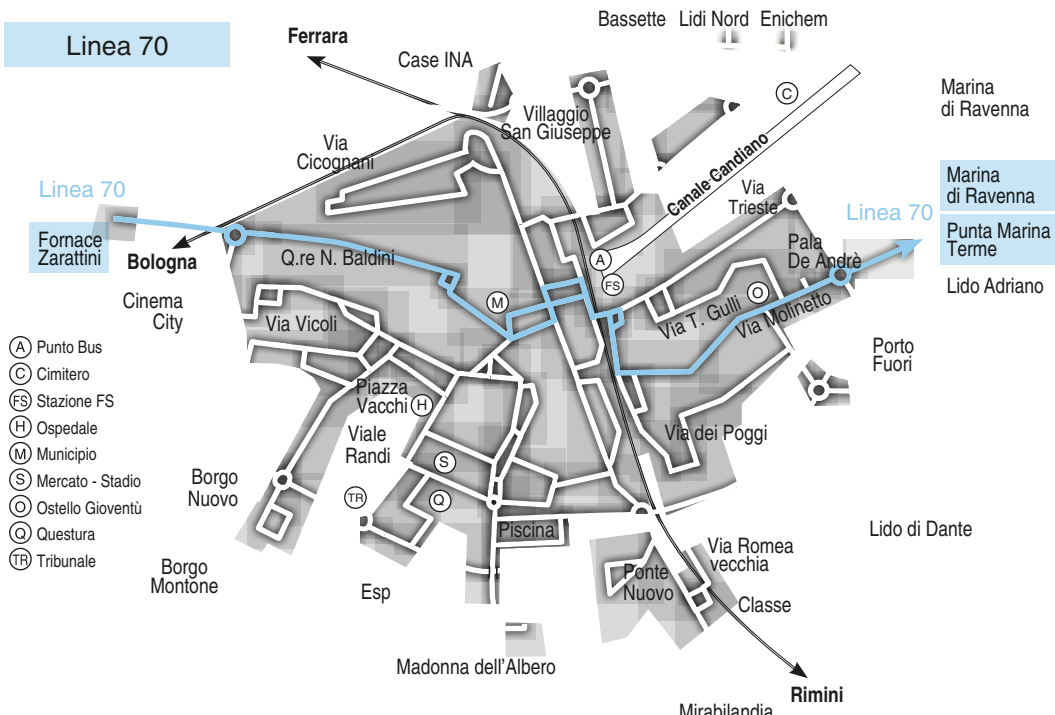 Linea 70
Ferrara
Case INA
Bassette
Lidi Nord
Enichem
C
Marina
di Ravenna
Villaggio
San Giuseppe
Via
Cicognani
Canale Candiano
Via
Trieste
Linea 70
Fornace
Zarattini
Bologna
Q.re N. Baldini
Marina
di Ravenna
Linea 70
Punta Marina
Terme
Pala
De Andrè
Lido Adriano
A
FS
M
O
Cinema
City
Via Vicoli
Via T. Gulli
Via Molinetto
Porto
Fuori
A Punto Bus
C Cimitero
FS Stazione FS
H Ospedale
M Municipio
S Mercato - Stadio
O Ostello Gioventù
Q Questura
TR Tribunale
Piazza
Vacchi
H
Viale
Randi
Via dei Poggi
S
Borgo
Nuovo
TR
Q
Piscina
Lido di Dante
Via Romea
vecchia
Borgo
Montone
Esp
Ponte
Nuovo
Classe
Madonna dell'Albero
Rimini
Mirabilandia